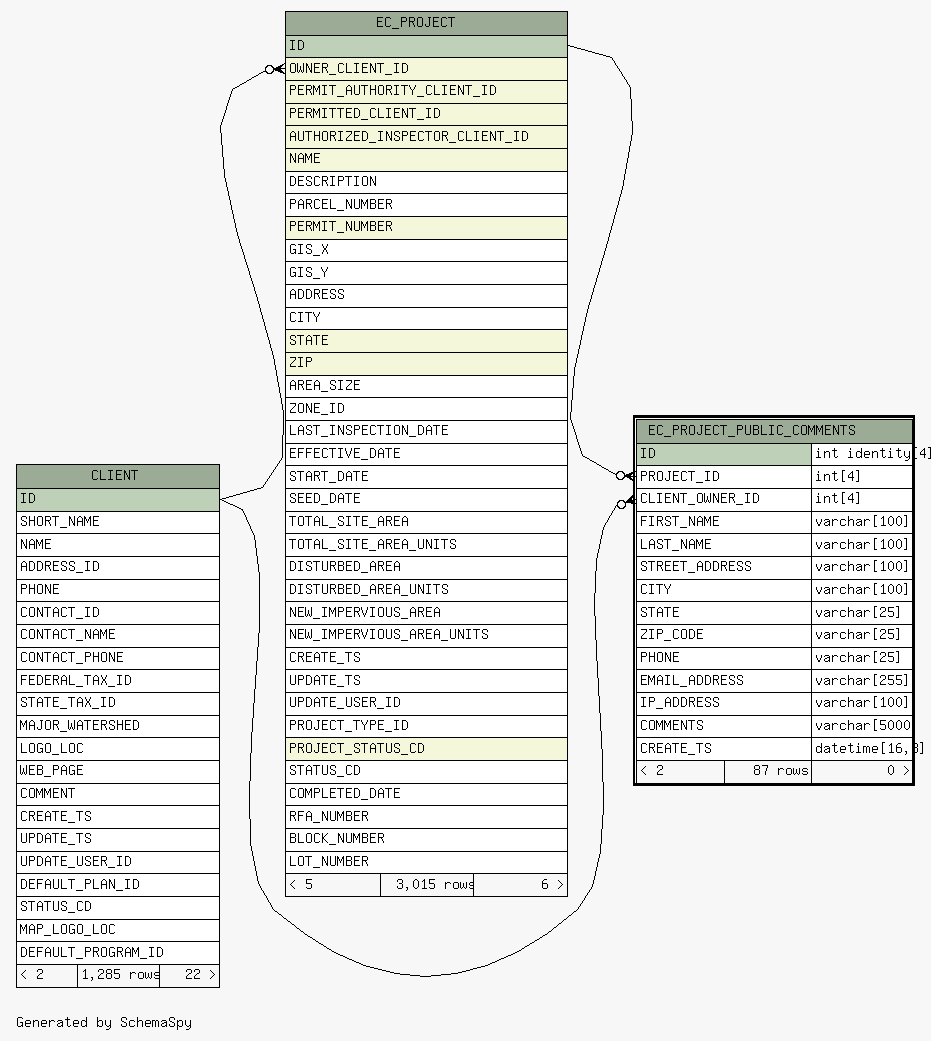 EC_PROJECT
ID
OWNER_CLIENT_ID
PERMIT_AUTHORITY_CLIENT_ID
PERMITTED_CLIENT_ID
AUTHORIZED_INSPECTOR_CLIENT_ID
NAME
DESCRIPTION
PARCEL_NUMBER
PERMIT_NUMBER
GIS_X
GIS_Y
ADDRESS
CITY
STATE
ZIP
AREA_SIZE
ZONE_ID
LAST_INSPECTION_DATE
EFFECTIVE_DATE
START_DATE
SEED_DATE
TOTAL_SITE_AREA
TOTAL_SITE_AREA_UNITS
DISTURBED_AREA
DISTURBED_AREA_UNITS
NEW_IMPERVIOUS_AREA
NEW_IMPERVIOUS_AREA_UNITS
CREATE_TS
UPDATE_TS
UPDATE_USER_ID
PROJECT_TYPE_ID
PROJECT_STATUS_CD
STATUS_CD
COMPLETED_DATE
RFA_NUMBER
BLOCK_NUMBER
LOT_NUMBER
< 5 3,015 rows 6 >
CLIENT
ID
SHORT_NAME
NAME
ADDRESS_ID
PHONE
CONTACT_ID
CONTACT_NAME
CONTACT_PHONE
FEDERAL_TAX_ID
STATE_TAX_ID
MAJOR_WATERSHED
LOGO_LOC
WEB_PAGE
COMMENT
CREATE_TS
UPDATE_TS
UPDATE_USER_ID
DEFAULT_PLAN_ID
STATUS_CD
MAP_LOGO_LOC
DEFAULT_PROGRAM_ID
< 2 1,285 rows 22 >
EC_PROJECT_PUBLIC_COMMENTS
ID int identity[4]
PROJECT_ID int[4]
CLIENT_OWNER_ID int[4]
FIRST_NAME varchar[100]
LAST_NAME varchar[100]
STREET_ADDRESS varchar[100]
CITY varchar[100]
STATE varchar[25]
ZIP_CODE varchar[25]
PHONE varchar[25]
EMAIL_ADDRESS varchar[255]
IP_ADDRESS varchar[100]
COMMENTS varchar[5000
CREATE_TS datetime[16,3]
< 2 87 rows 0 >
Generated by SchemaSpy